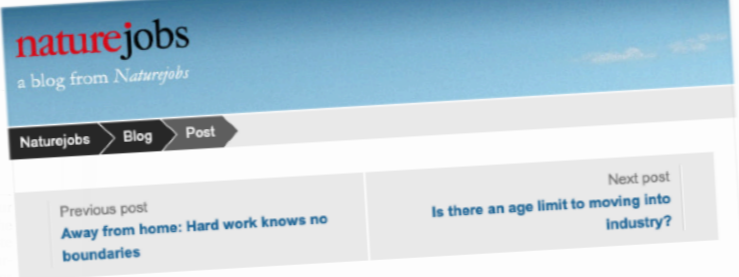 naturejobs
a blog from Naturejobs
Naturejobs Blog Post
Previous post
Away from home: Hard work knows no
boundaries
Next post
Is there an age limit to moving into
Industry?